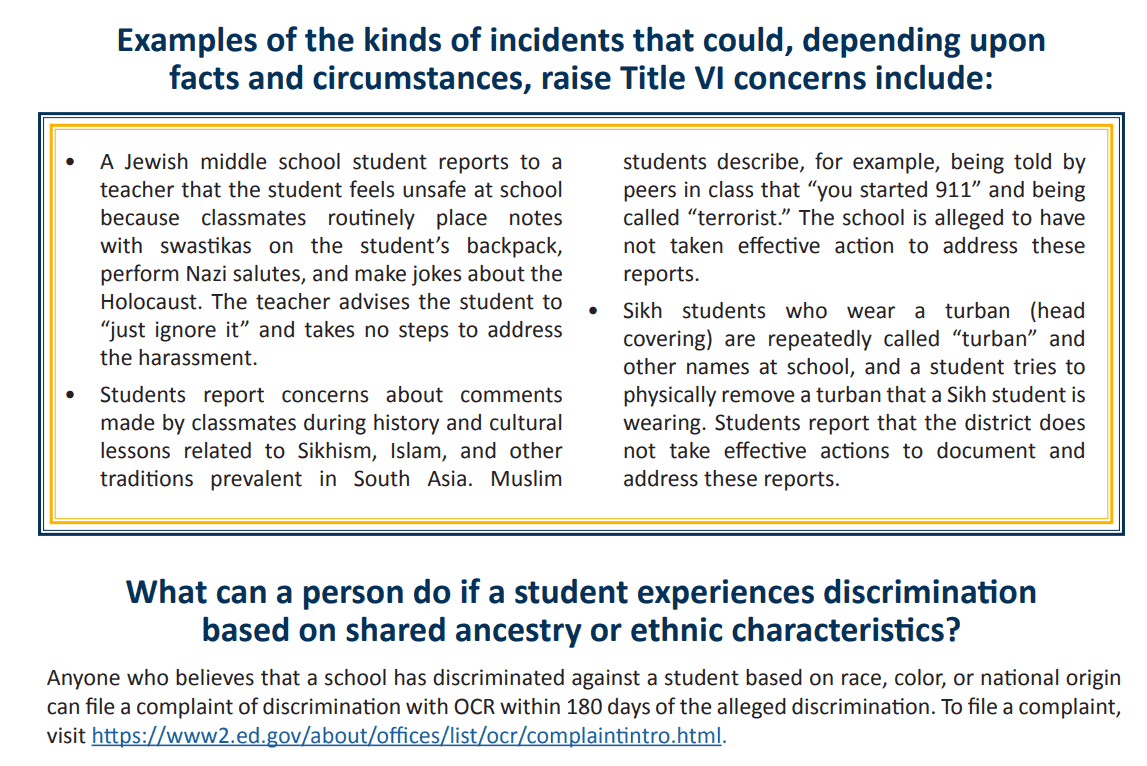 Examples of the kinds of incidents that could, depending upon
facts and circumstances, raise Title VI concerns include:
• A Jewish middle school student reports to a
teacher that the student feels unsafe at school
because classmates routinely place notes
with swastikas on the student’s backpack,
perform Nazi salutes, and make jokes about the
Holocaust. The teacher advises the student to
“just ignore it” and takes no steps to address
the harassment.
• Students report concerns about comments
made by classmates during history and cultural
lessons related to Sikhism, Islam, and other
traditions prevalent in South Asia. Muslim
students describe, for example, being told by
peers in class that “you started 911” and being
called “terrorist.” The school is alleged to have
not taken effective action to address these
reports.
• Sikh students who wear a turban (head
covering) are repeatedly called “turban” and
other names at school, and a student tries to
physically remove a turban that a Sikh student is
wearing. Students report that the district does
not take effective actions to document and
address these reports.
What can a person do if a student experiences discrimination
based on shared ancestry or ethnic characteristics?
Anyone who believes that a school has discriminated against a student based on race, color, or national origin
can file a complaint of discrimination with OCR within 180 days of the alleged discrimination. To file a complaint,
visit https://www2.ed.gov/about/offices/list/ocr/complaintintro.html.